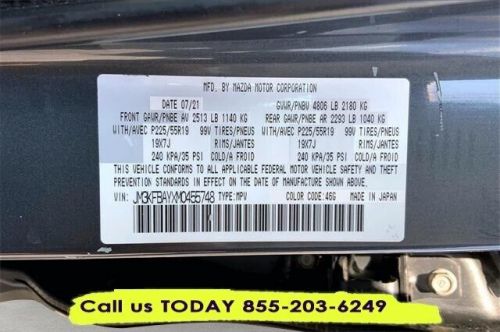 MFD. BY MAZDA MOTOR CORPORATION
DATE 07/21 GVWR/PNBV 4806 LB 2180 KG
FRONT GAWR/PNBE AV 2513 LB 1140 KG REAR GAWR/PNBE AR 2293 LB 1040 KG
WITH/AVEC P225/55R19 99V TIRES/PNEUS WITH/AVEC P225/55R19 99V TIRES/PNEUS
19X7J RIMS/JANTES 19X7J RIMS/JANTES
240 KPA/35 PSI COLD/A FROID 240 KPA/35 PSI COLD/A FROID
THIS VEHICLE CONFORMS TO ALL APPLICABLE FEDERAL MOTOR VEHICLE SAFETY AND THEFT
PREVENTION STANDARDS IN EFFECT ON THE DATE OF MANUFACTURE SHOWN ABOVE.
VIN: JM3KFBAYXM0455748 TYPE:MPV COLOR CODE:46G MADE IN JAPAN
Call us TODAY 855-203-6249